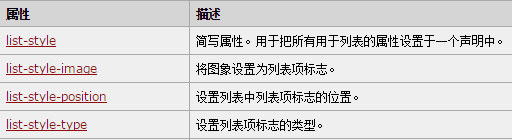 属性 描述
list-style 简写属性。用于把所有用于列表的属性设置于一个声明中。
list-style-image 将图象设置为列表项标志。
list-style-position 设置列表中列表项标志的位置。
list-style-type 设置列表项标志的类型。